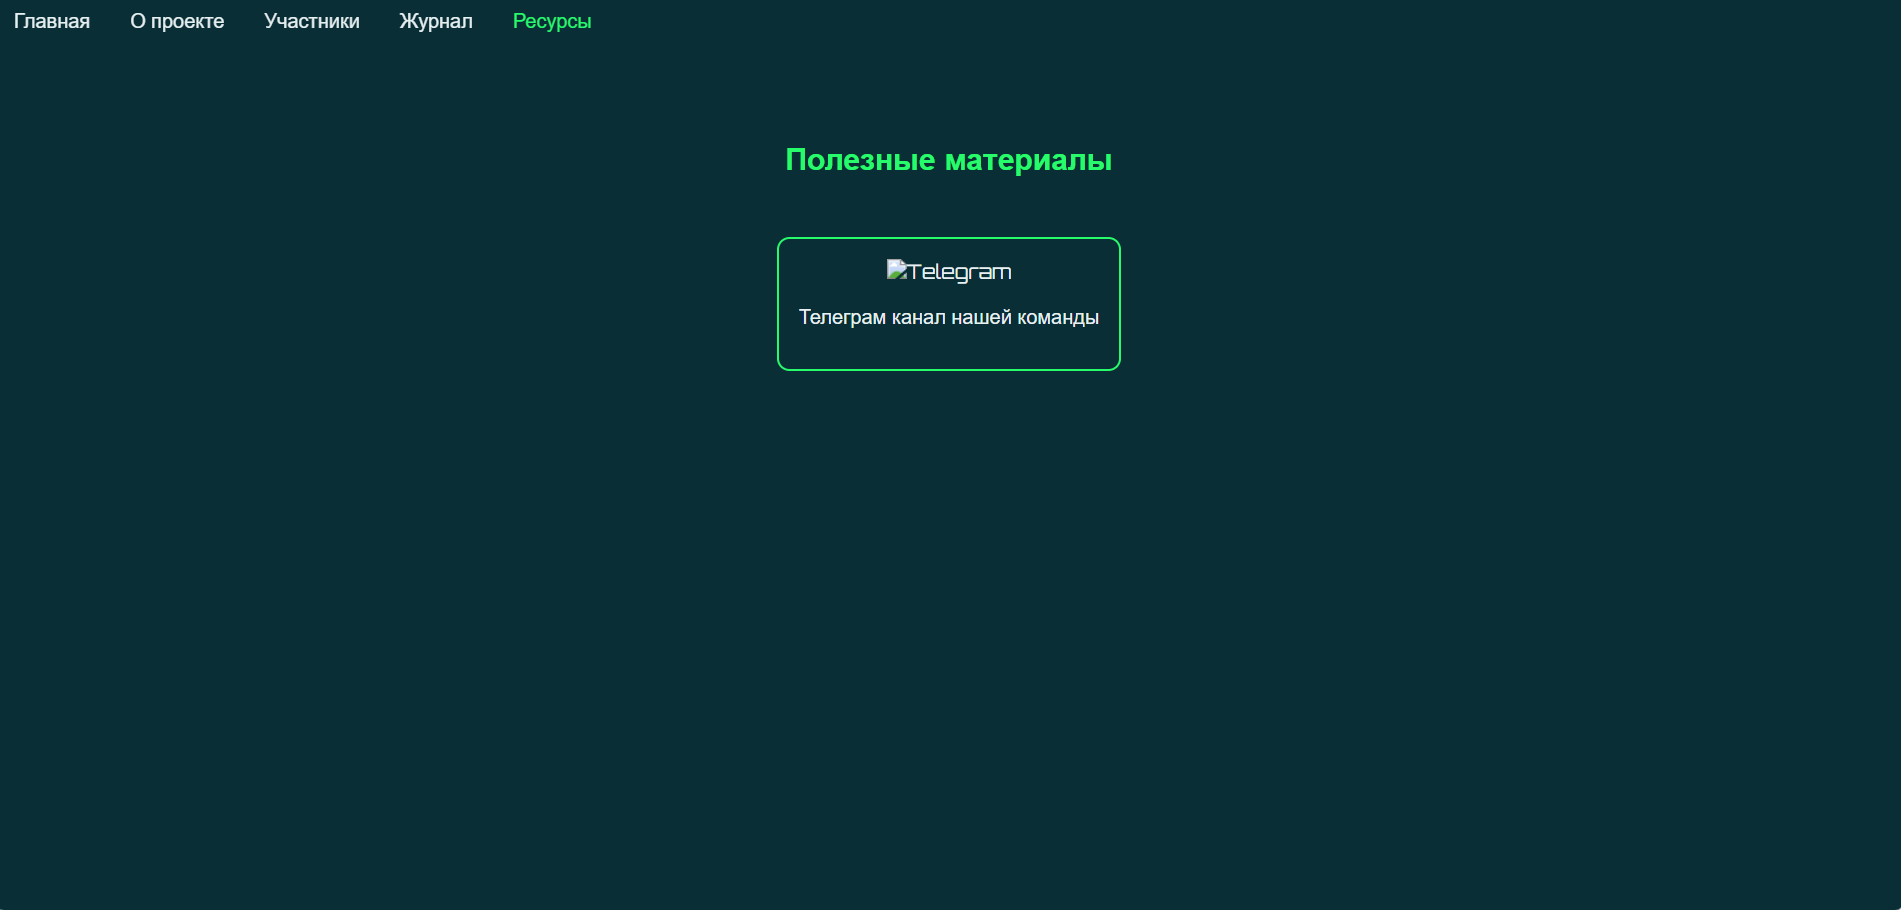 Главная О проекте Участники Журнал Ресурсы
Полезные материалы
Telegram
Телеграм канал нашей команды